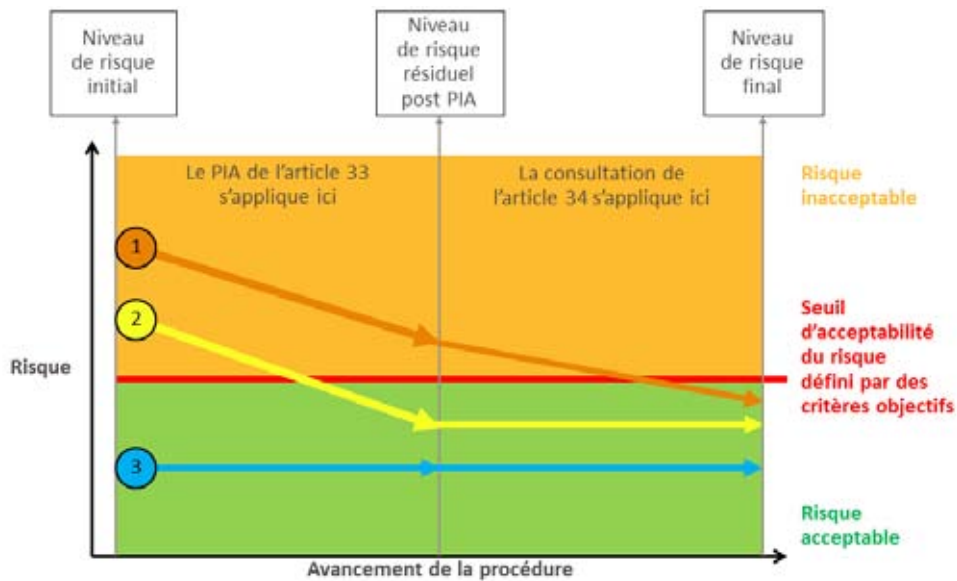 Niveau
de risque
initial
Niveau
de risque
résiduel
post PIA
Niveau
de risque
final
Le PIA de l'article 33
s'applique ici
La consultation de
l'article 34 s'applique ici
Risque
inacceptable
1
2
Seuil
d'acceptabilité
du risque
défini par des
critères objectifs
Risque
3
Risque
acceptable
Avancement de la procédure